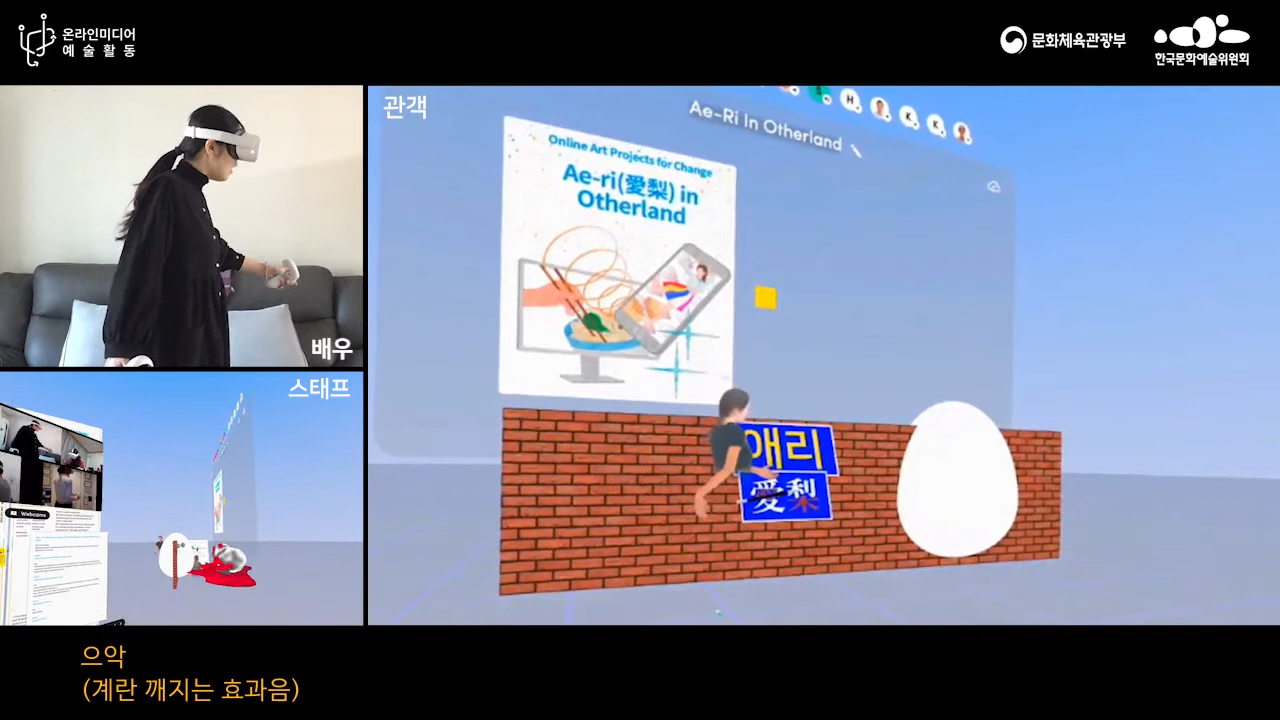 온라인미디어
예술활동
문화체육관광부
한국문화예술위원회
관객
H
K
K
Ae-Ri In Otherland
Online Art Projects for Change
Ae-ri(愛梨) in
Otherland
배우
애리
愛梨
스태프
Webcams
으악
(계란 깨지는 효과음)